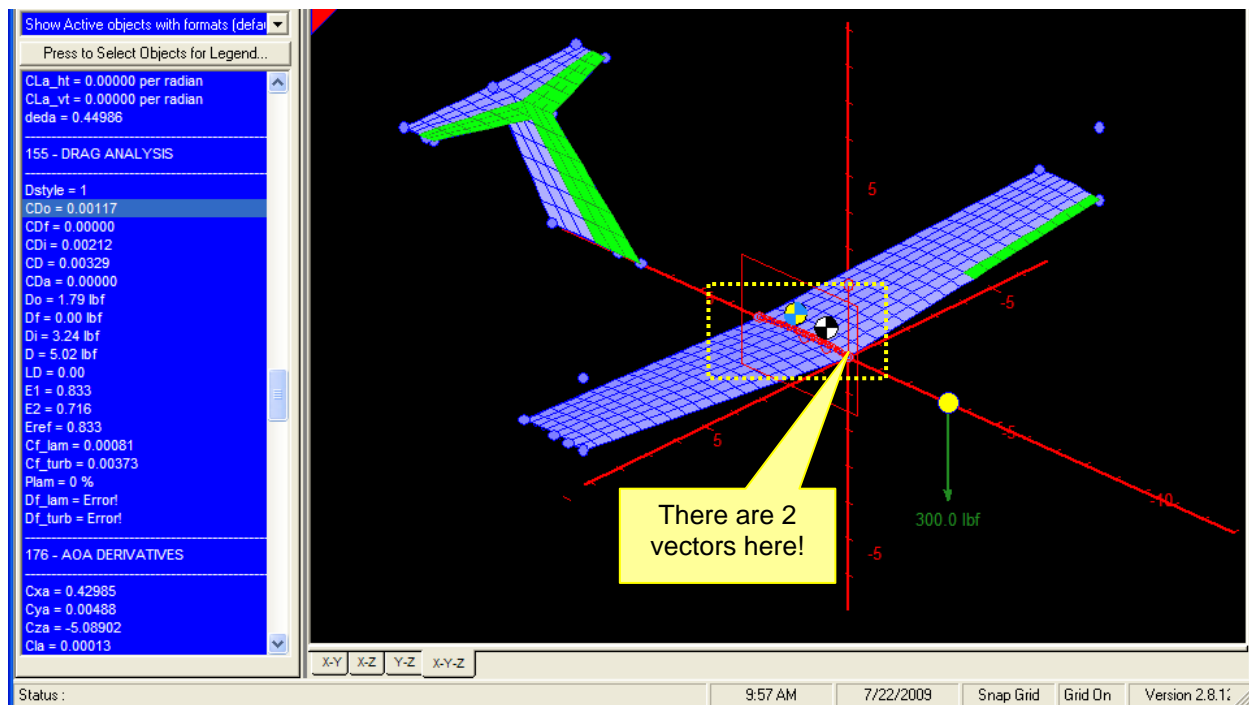 Show Active objects with formats (defau
Press to Select Objects for Legend...
CLa_ht = 0.00000 per radian
CLa_vt = 0.00000 per radian
deda = 0.44986
155 - DRAG ANALYSIS
Dstyle = 1
CDo = 0.00117
CDf = 0.00000
CDi = 0.00212
CD = 0.00329
CDa = 0.00000
Do = 1.79 lbf
Df = 0.00 lbf
Di = 3.24 lbf
D = 5.02 lbf
LD = 0.00
E1 = 0.833
E2 = 0.716
Eref = 0.833
Cf_lam = 0.00081
Cf_turb = 0.00373
Plam = 0 %
Df_lam = Error!
Df_turb = Error!
176 - AOA DERIVATIVES
Cxa = 0.42985
Cya = 0.00488
Cza = -5.08902
Cla = 0.00013
5
-5
5
-5
-10
300.0 lbf
-5
There are 2
vectors here!
X-Y X-Z Y-Z X-Y-Z
Status : 9:57 AM 7/22/2009 Snap Grid Grid On Version 2.8.12